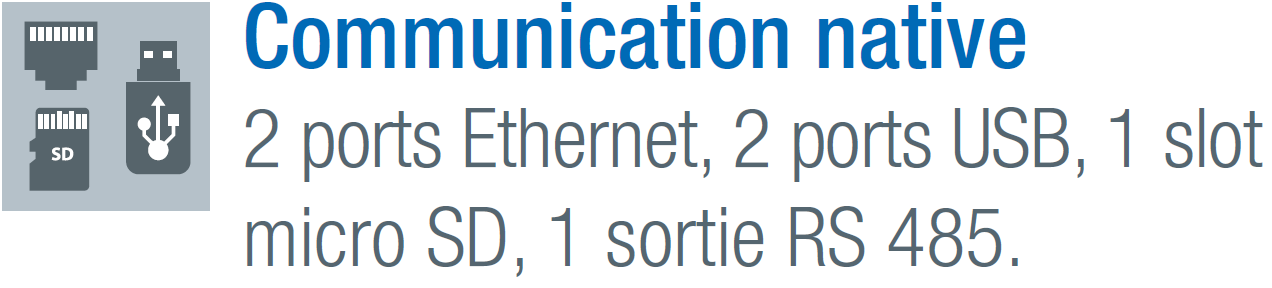 Communication native
2 ports Ethernet, 2 ports USB, 1 slot
micro SD, 1 sortie RS 485.
SD